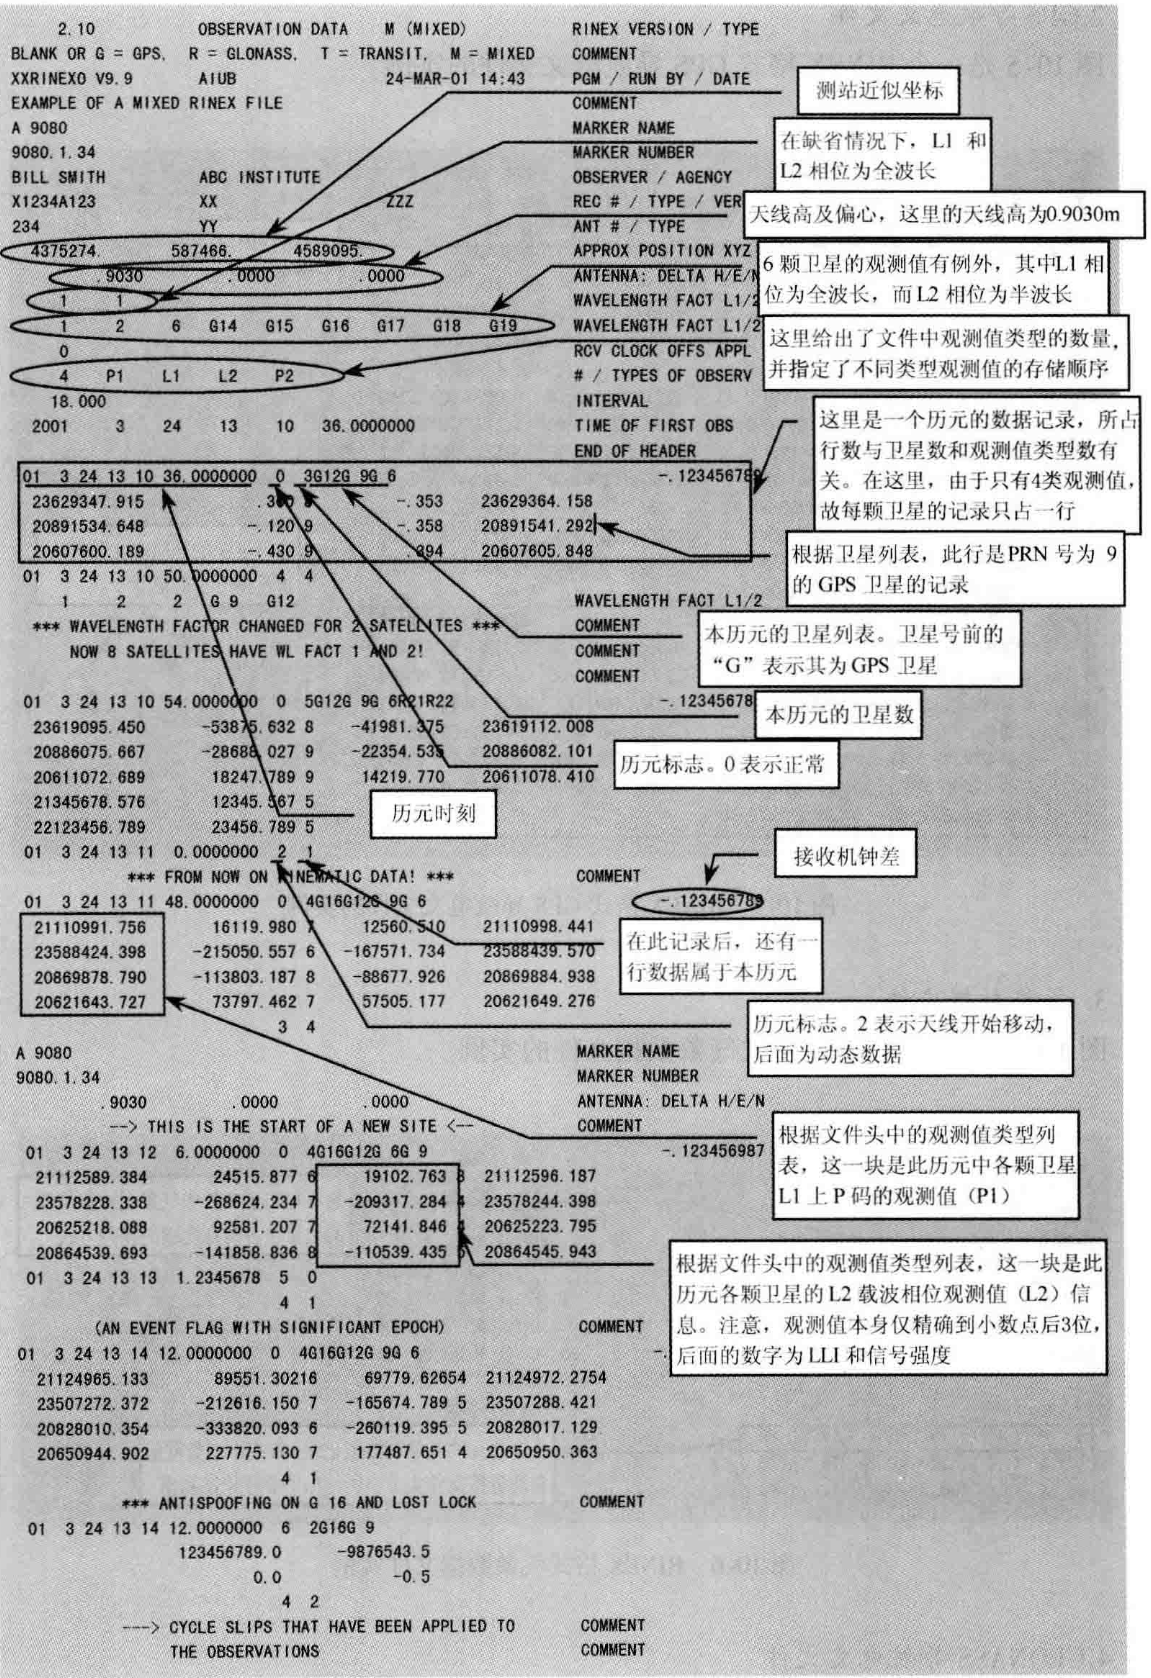 2.10 OBSERVATION DATA M (MIXED) RINEX VERSION / TYPE
BLANK OR G = GPS, R = GLONASS, T = TRANSIT, M = MIXED COMMENT
XXRINEXO V9.9 AIUB 24-MAR-01 14:43 PGM / RUN BY / DATE
EXAMPLE OF A MIXED RINEX FILE COMMENT
测站近似坐标
A 9080 MARKER NAME
9080.1.34 MARKER NUMBER
在缺省情况下，L1 和
L2 相位为全波长
BILL SMITH ABC INSTITUTE OBSERVER / AGENCY
X1234A123 XX ZZZ REC # / TYPE / VER
天线高及偏心，这里的天线高为0.9030m
234 YY ANT # / TYPE
4375274. 587466. 4589095. APPROX POSITION XYZ
.9030 .0000 .0000 ANTENNA: DELTA H/E/N
6 颗卫星的观测值有例外，其中L1 相
位为全波长，而L2 相位为半波长
1 1 WAVELENGTH FACT L1/2
1 2 6 G14 G15 G16 G17 G18 G19 WAVELENGTH FACT L1/2
这里给出了文件中观测值类型的数量，
并指定了不同类型观测值的存储顺序
0 RCV CLOCK OFFS APPL
4 P1 L1 L2 P2 # / TYPES OF OBSERV
18.000 INTERVAL
2001 3 24 13 10 36.0000000 TIME OF FIRST OBS
END OF HEADER
这里是一个历元的数据记录，所占
行数与卫星数和观测值类型数有
关。在这里，由于只有4类观测值，
故每颗卫星的记录只占一行
01 3 24 13 10 36.0000000 0 3G12G 9G 6 -.123456789
23629347.915 .300 8 -.353 23629364.158
20891534.648 -.120 9 -.358 20891541.292
20607600.189 -.430 9 .394 20607605.848
根据卫星列表，此行是PRN 号为 9
的 GPS 卫星的记录
01 3 24 13 10 50.0000000 4 4
1 2 2 G 9 G12 WAVELENGTH FACT L1/2
*** WAVELENGTH FACTOR CHANGED FOR 2 SATELLITES *** COMMENT
NOW 8 SATELLITES HAVE WL FACT 1 AND 2! COMMENT
COMMENT
本历元的卫星列表。卫星号前的
“G”表示其为GPS 卫星
01 3 24 13 10 54.0000000 0 5G12G 9G 6R21R22 -.12345678
本历元的卫星数
23619095.450 -53875.632 8 -41981.375 23619112.008
20886075.667 -28688.027 9 -22354.535 20886082.101
20611072.689 18247.789 9 14219.770 20611078.410
历元标志。0 表示正常
21345678.576 12345.567 5
22123456.789 23456.789 5
历元时刻
01 3 24 13 11 0.0000000 2 1
接收机钟差
*** FROM NOW ON KINEMATIC DATA! *** COMMENT
01 3 24 13 11 48.0000000 0 4G16G12G 9G 6 -.123456789
21110991.756 16119.980 7 12560.510 21110998.441
23588424.398 -215050.557 6 -167571.734 23588439.570
20869878.790 -113803.187 8 -88677.926 20869884.938
20621643.727 73797.462 7 57505.177 20621649.276
在此记录后，还有一
行数据属于本历元
3 4
历元标志。2 表示天线开始移动，
后面为动态数据
A 9080 MARKER NAME
9080.1.34 MARKER NUMBER
.9030 .0000 .0000 ANTENNA: DELTA H/E/N
--> THIS IS THE START OF A NEW SITE <-- COMMENT
01 3 24 13 12 6.0000000 0 4G16G12G 6G 9 -.123456987
根据文件头中的观测值类型列
表，这一块是此历元中各颗卫星
L1 上 P 码的观测值（P1）
21112589.384 24515.877 6 19102.763 3 21112596.187
23578228.338 -268624.234 7 -209317.284 4 23578244.398
20625218.088 92581.207 7 72141.846 4 20625223.795
20864539.693 -141858.836 8 -110539.435 5 20864545.943
01 3 24 13 13 1.2345678 5 0
4 1
根据文件头中的观测值类型列表，这一块是此
历元各颗卫星的 L2 载波相位观测值（L2）信
息。注意，观测值本身仅精确到小数点后3位，
后面的数字为 LLI 和信号强度
(AN EVENT FLAG WITH SIGNIFICANT EPOCH) COMMENT
01 3 24 13 14 12.0000000 0 4G16G12G 9G 6 -.
21124965.133 89551.30216 69779.62654 21124972.2754
23507272.372 -212616.150 7 -165674.789 5 23507288.421
20828010.354 -333820.093 6 -260119.395 5 20828017.129
20650944.902 227775.130 7 177487.651 4 20650950.363
4 1
*** ANTISPOOFING ON G 16 AND LOST LOCK COMMENT
01 3 24 13 14 12.0000000 6 2G16G 9
123456789.0 -9876543.5
0.0 -0.5
4 2
---> CYCLE SLIPS THAT HAVE BEEN APPLIED TO COMMENT
THE OBSERVATIONS COMMENT